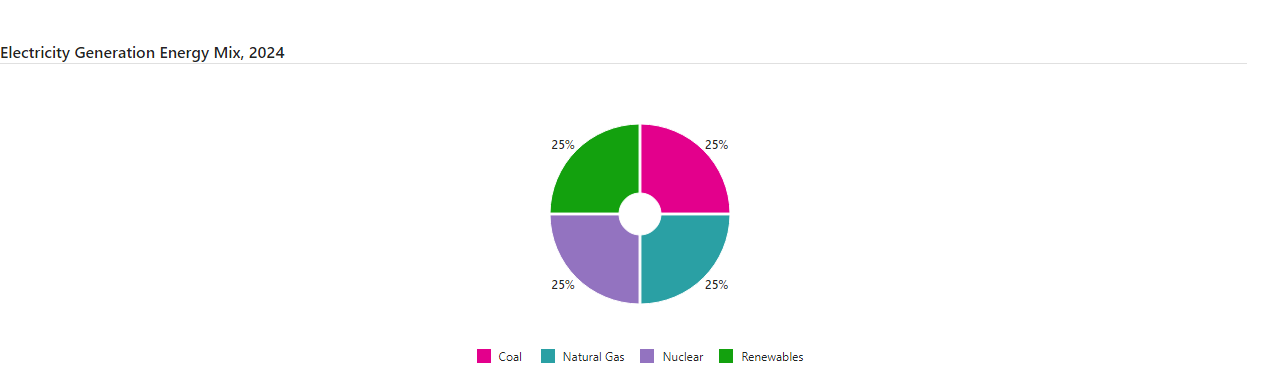 Electricity Generation Energy Mix, 2024
25% 25%
25% 25%
Coal Natural Gas Nuclear Renewables